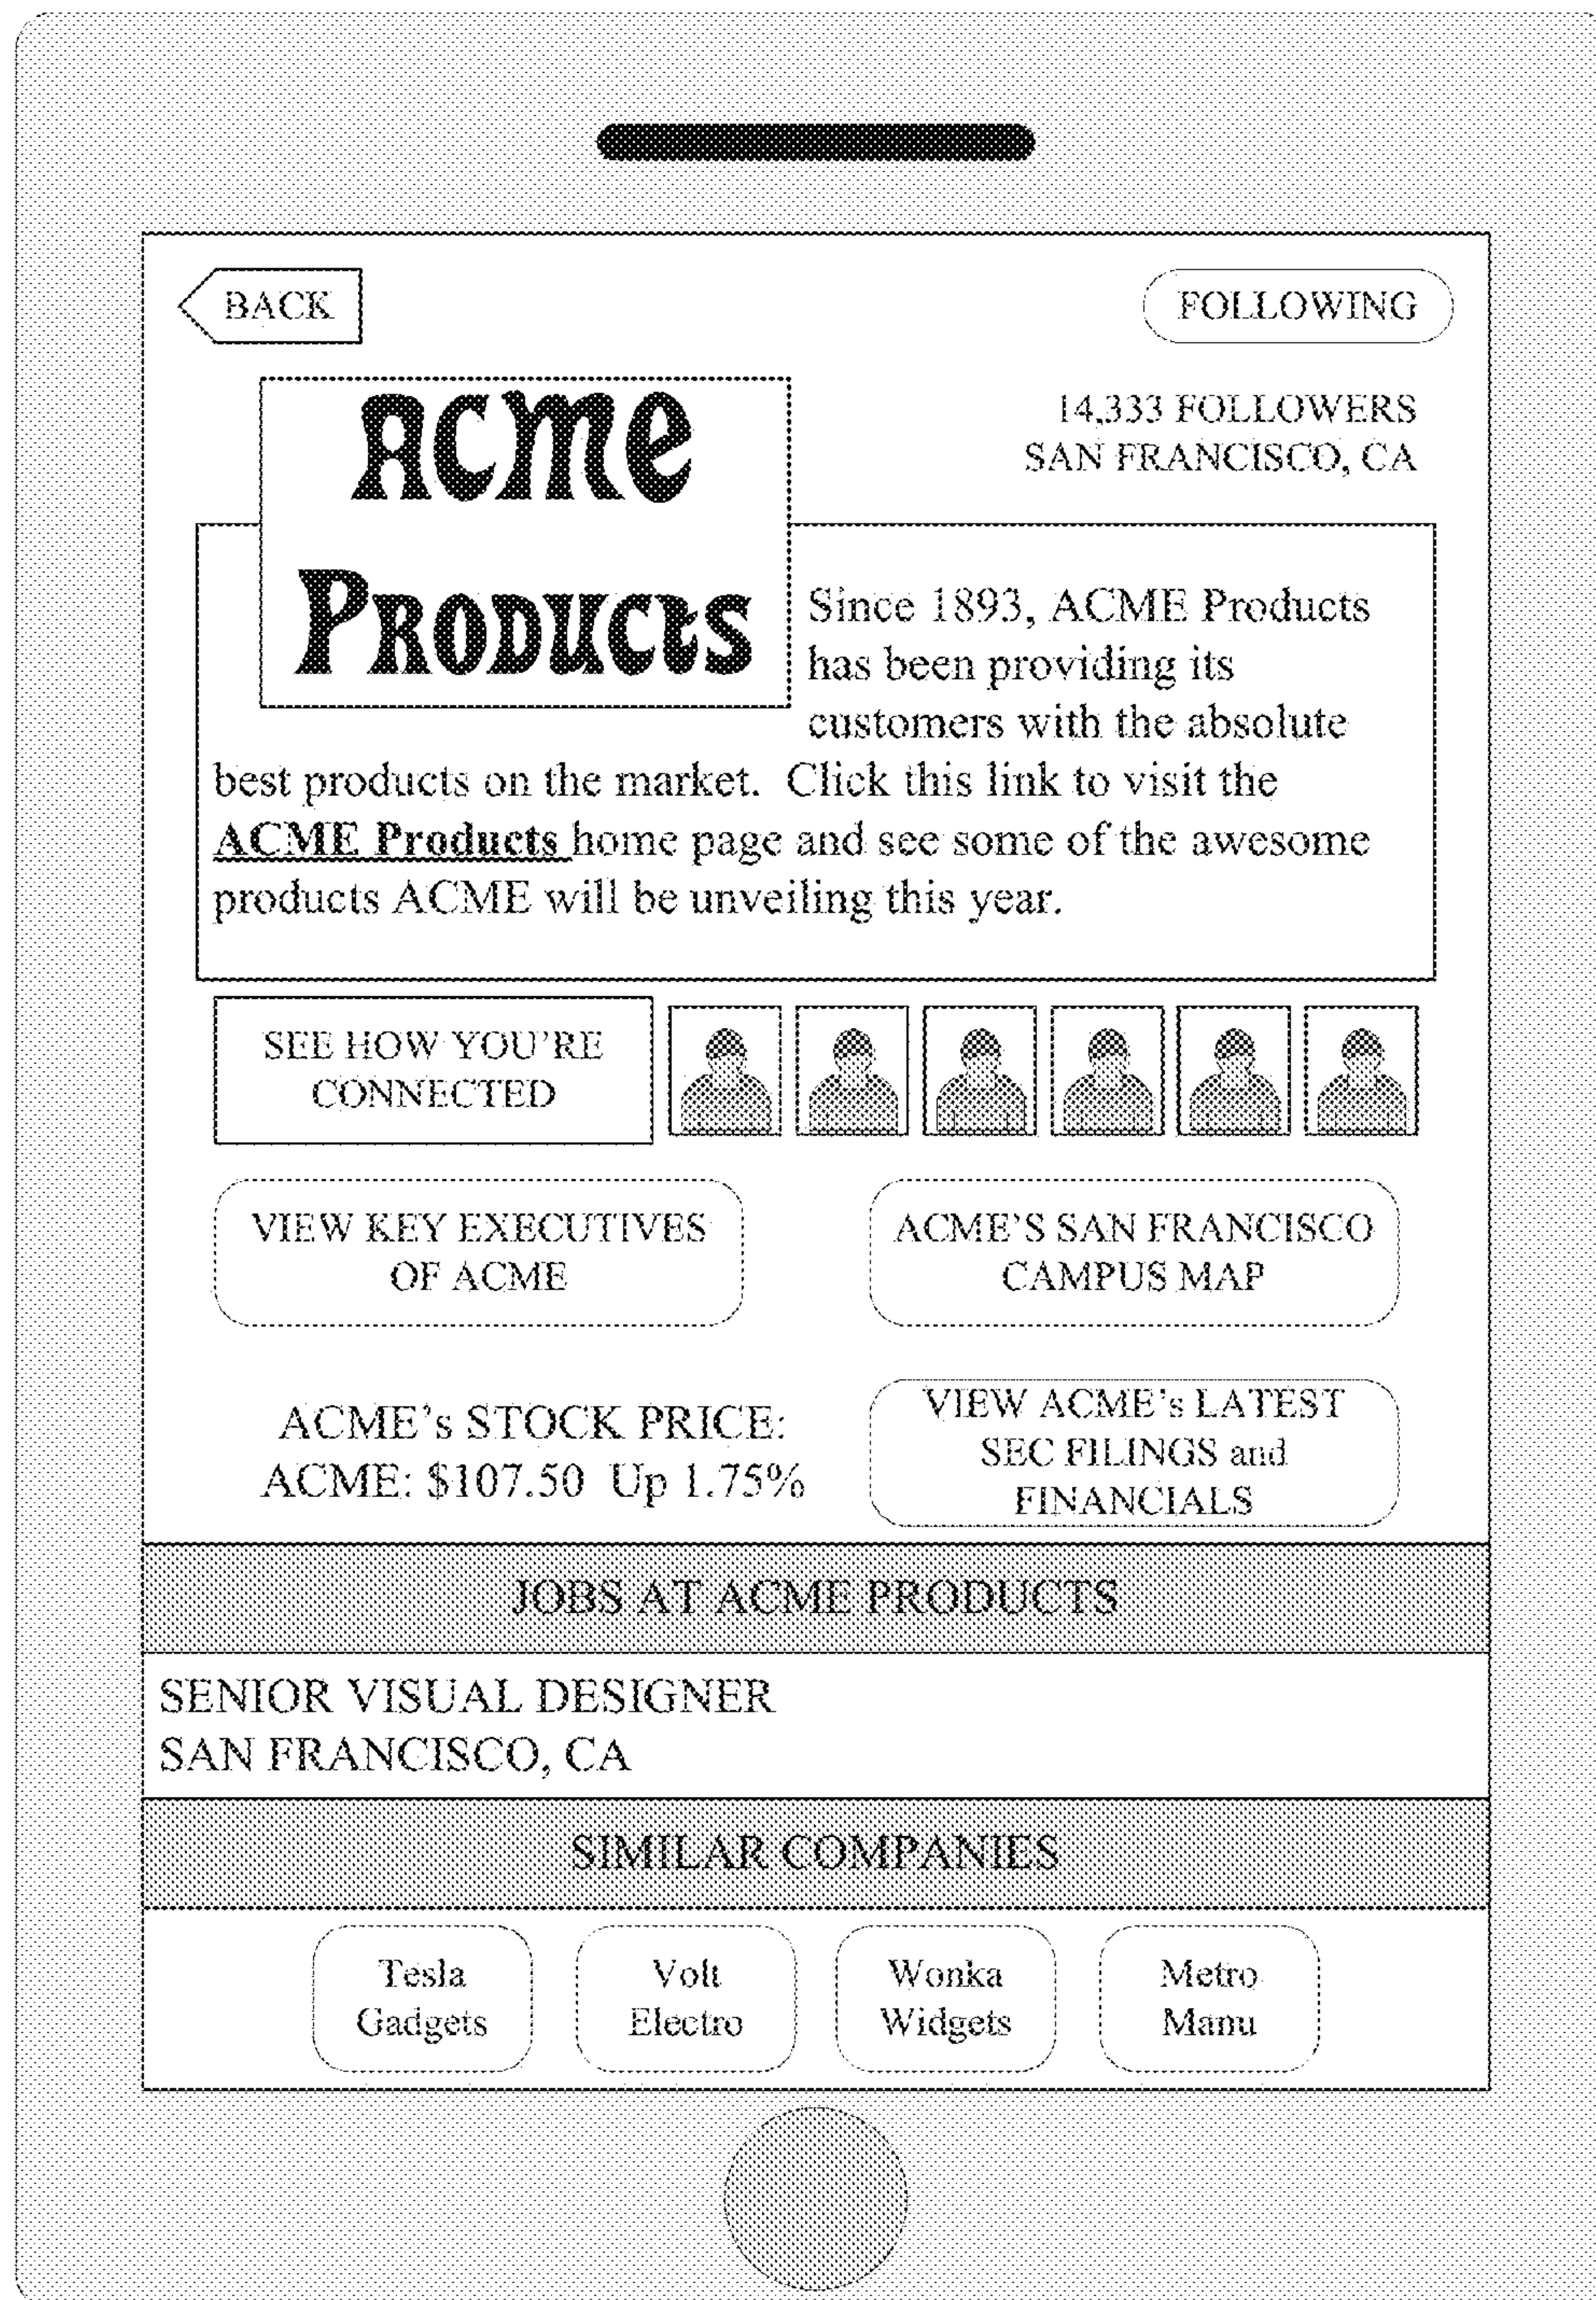 BACK
FOLLOWING
14,333 FOLLOWERS
SAN FRANCISCO, CA
Acme
Products
Since 1893, ACME Products
has been providing its
customers with the absolute
best products on the market.  Click this link to visit the
ACME Products home page and see some of the awesome
products ACME will be unveiling this year.
SEE HOW YOU'RE
CONNECTED
VIEW KEY EXECUTIVES
OF ACME
ACME'S SAN FRANCISCO
CAMPUS MAP
ACME's STOCK PRICE:
ACME: $107.50  Up 1.75%
VIEW ACME's LATEST
SEC FILINGS and
FINANCIALS
JOBS AT ACME PRODUCTS
SENIOR VISUAL DESIGNER
SAN FRANCISCO, CA
SIMILAR COMPANIES
Tesla
Gadgets
Volt
Electro
Wonka
Widgets
Metro
Manu